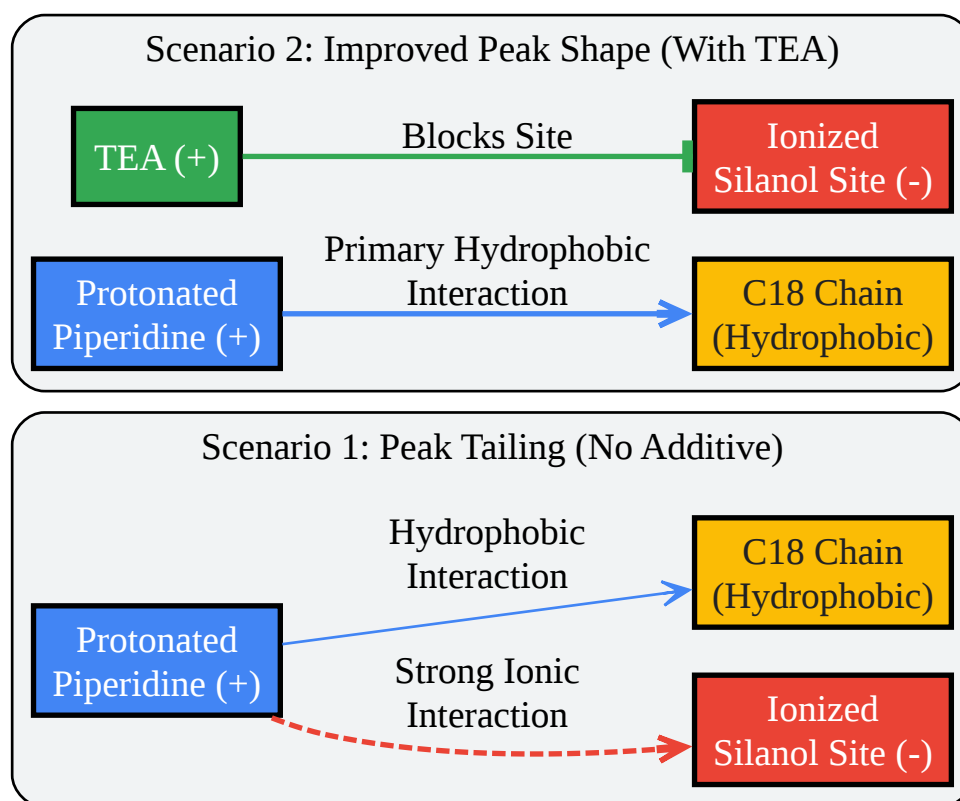 Scenario 2: Improved Peak Shape (With TEA)
TEA (+)
Blocks Site
Ionized
Silanol Site (-)
Protonated
Piperidine (+)
Primary Hydrophobic
Interaction
C18 Chain
(Hydrophobic)
Scenario 1: Peak Tailing (No Additive)
Hydrophobic
Interaction
C18 Chain
(Hydrophobic)
Protonated
Piperidine (+)
Strong Ionic
Interaction
Ionized
Silanol Site (-)